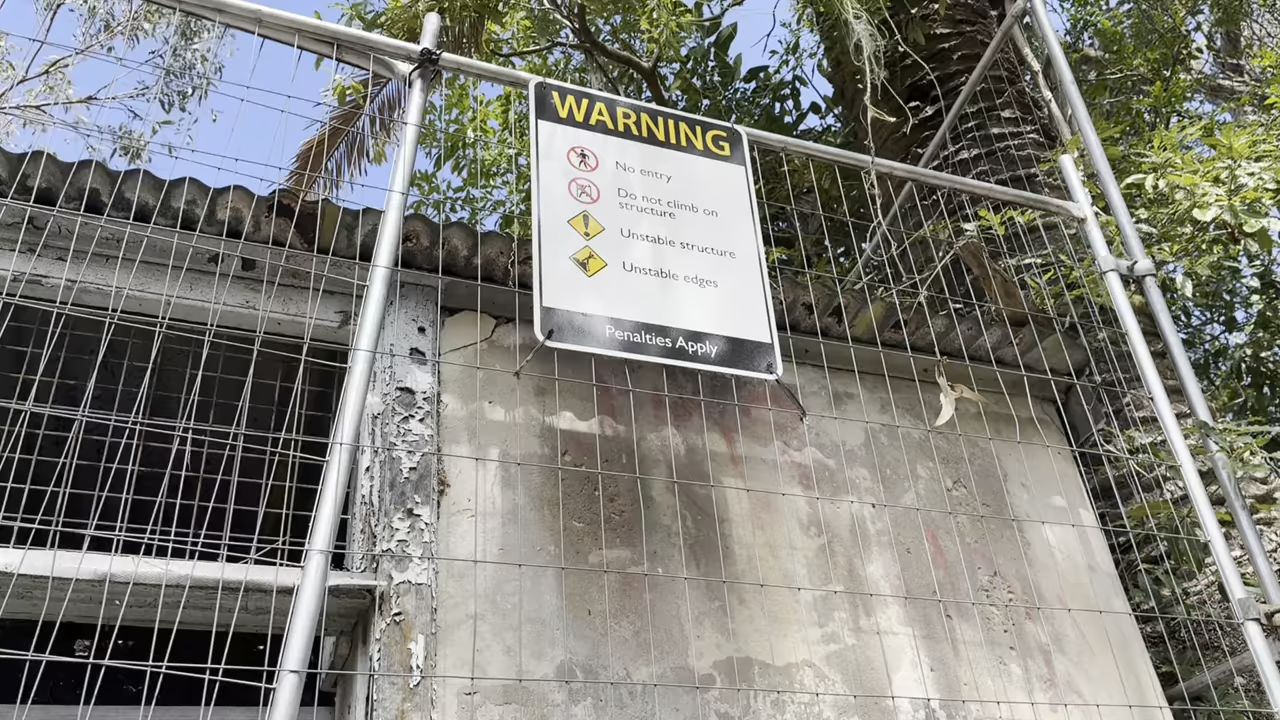 WARNING
No entry
Do not climb on
structure
Unstable structure
Unstable edges
Penalties Apply